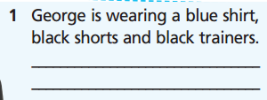 1 George is wearing a blue shirt,
black shorts and black trainers.